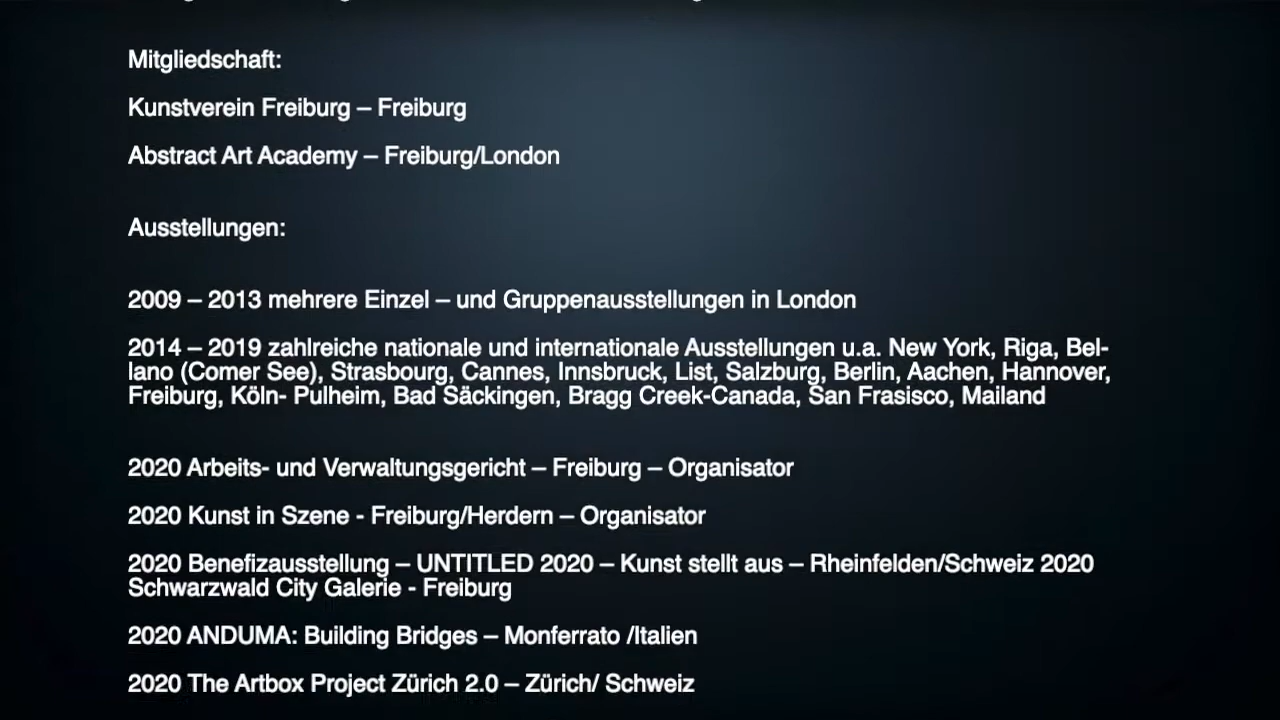 Mitgliedschaft:
Kunstverein Freiburg – Freiburg
Abstract Art Academy – Freiburg/London
Ausstellungen:
2009 – 2013 mehrere Einzel – und Gruppenausstellungen in London
2014 – 2019 zahlreiche nationale und internationale Ausstellungen u.a. New York, Riga, Bel-
lano (Comer See), Strasbourg, Cannes, Innsbruck, List, Salzburg, Berlin, Aachen, Hannover,
Freiburg, Köln- Pulheim, Bad Säckingen, Bragg Creek-Canada, San Frasisco, Mailand
2020 Arbeits- und Verwaltungsgericht – Freiburg – Organisator
2020 Kunst in Szene - Freiburg/Herdern – Organisator
2020 Benefizausstellung – UNTITLED 2020 – Kunst stellt aus – Rheinfelden/Schweiz 2020
Schwarzwald City Galerie - Freiburg
2020 ANDUMA: Building Bridges – Monferrato /Italien
2020 The Artbox Project Zürich 2.0 – Zürich/ Schweiz